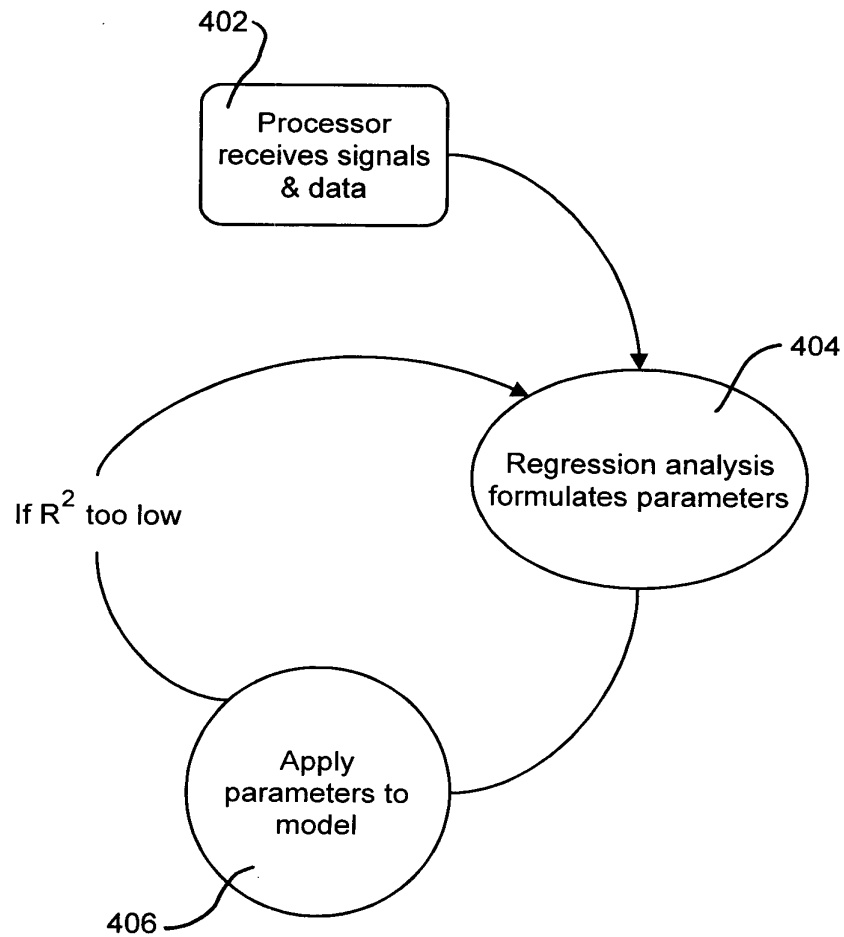 402
Processor
receives signals
& data
404
Regression analysis
formulates parameters
If R² too low
Apply
parameters to
model
406